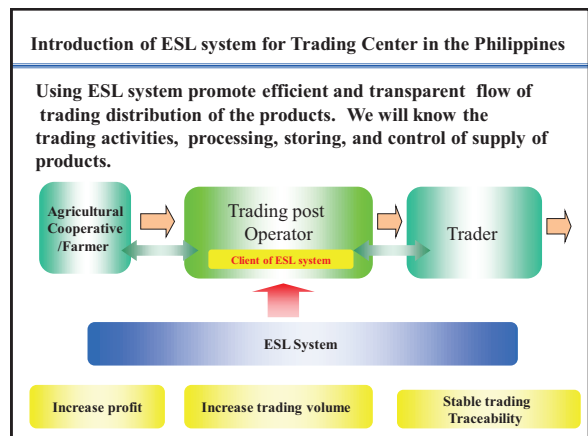 Introduction of ESL system for Trading Center in the Philippines
Using ESL system promote efficient and transparent flow of
trading distribution of the products. We will know the
trading activities, processing, storing, and control of supply of
products.
Agricultural
Cooperative
/Farmer
Trading post
Operator
Client of ESL system
Trader
ESL System
Increase profit
Increase trading volume
Stable trading
Traceability